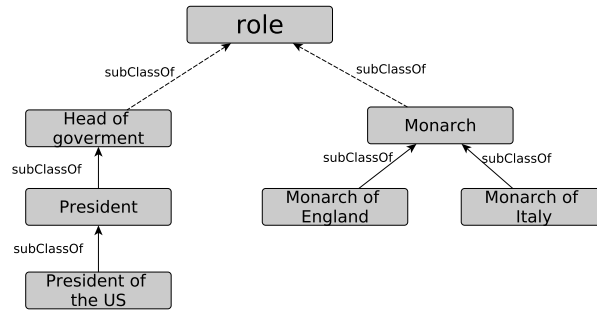 role
subClassOf
subClassOf
Head of
goverment
Monarch
subClassOf
subClassOf
subClassOf
President
Monarch of
England
Monarch of
Italy
subClassOf
President of
the US